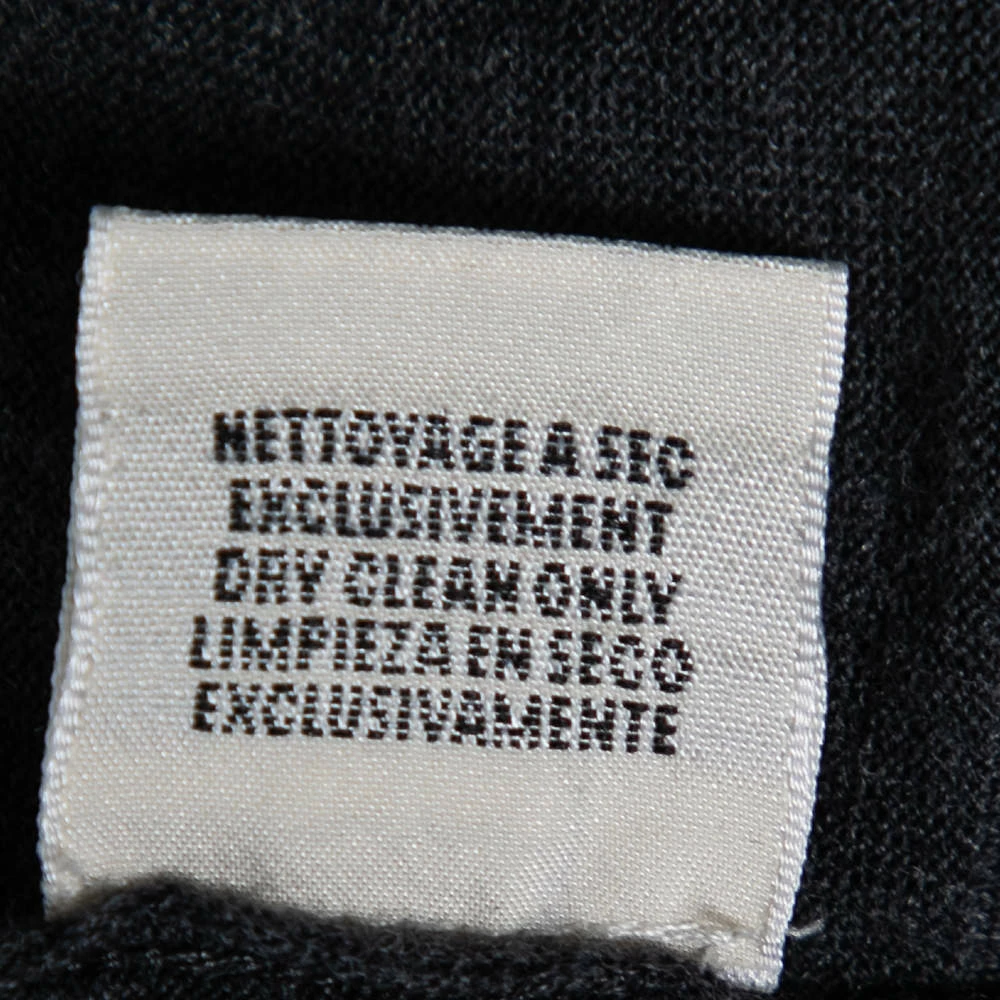 NETTOYAGE A SEC
EXCLUSIVEMENT
DRY CLEAN ONLY
LIMPIEZA EN SECO
EXCLUSIVAMENTE